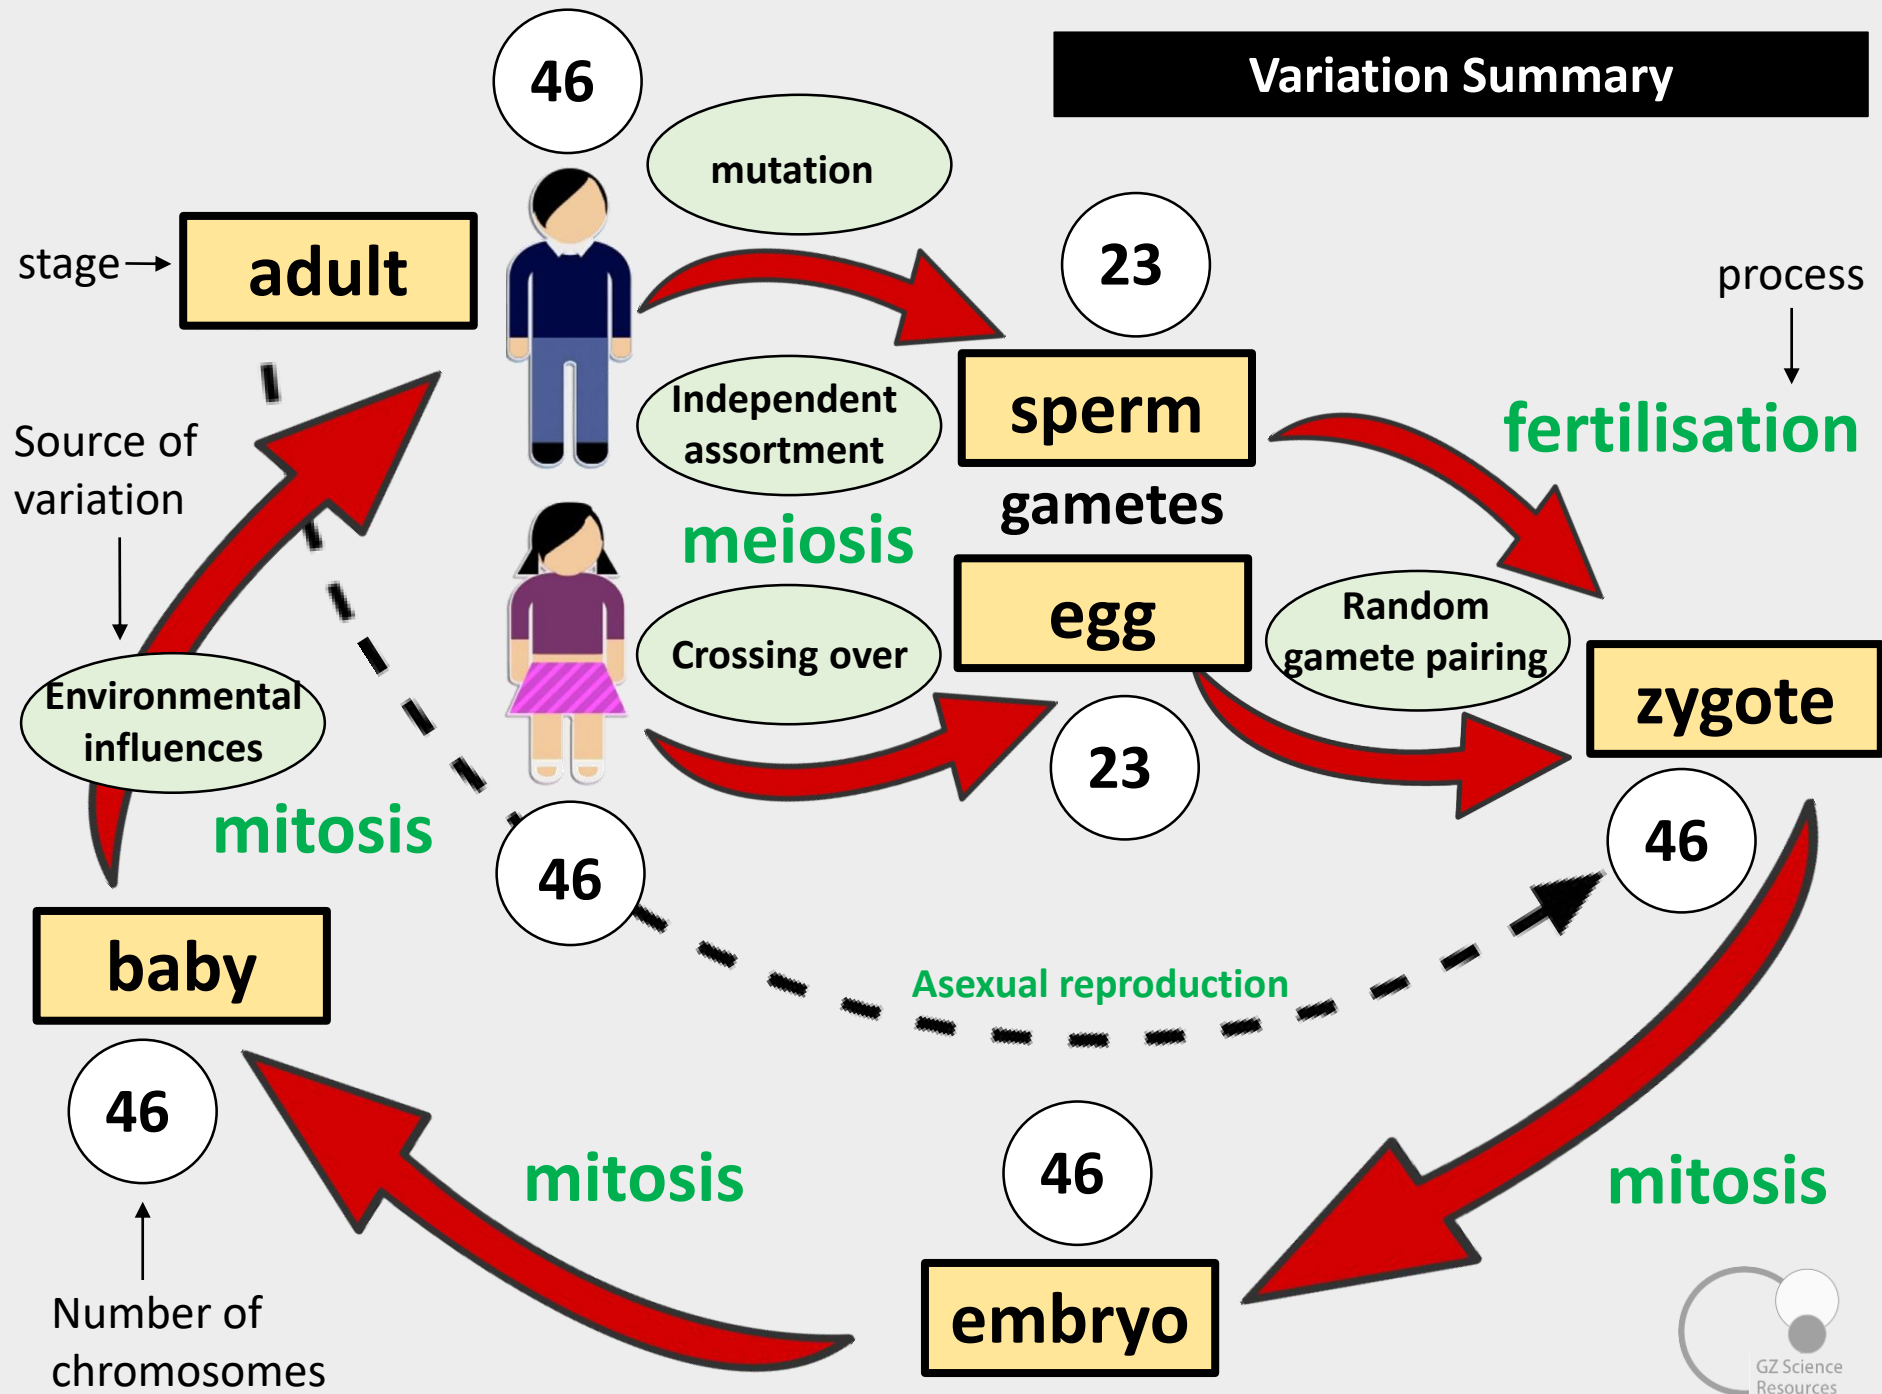 Variation Summary
46
mutation
stage
adult
23
process
Independent
assortment
sperm
fertilisation
Source of
variation
gametes
meiosis
Crossing over
egg
Random
gamete pairing
zygote
Environmental
influences
mitosis
23
46
46
baby
Asexual reproduction
46
mitosis
46
mitosis
embryo
Number of
chromosomes
GZ Science
Resources